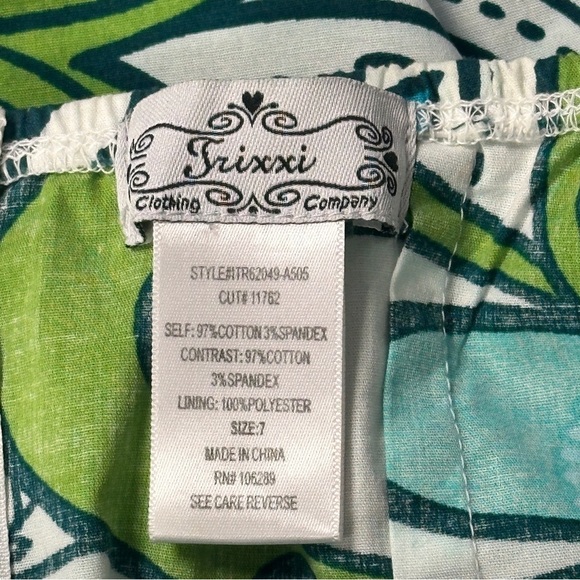 Trixxi
Clothing Company
STYLE#ITR62049-A505
CUT# 11762
SELF: 97%COTTON 3%SPANDEX
CONTRAST: 97%COTTON
3%SPANDEX
LINING: 100%POLYESTER
SIZE: 7
MADE IN CHINA
RN# 106289
SEE CARE REVERSE